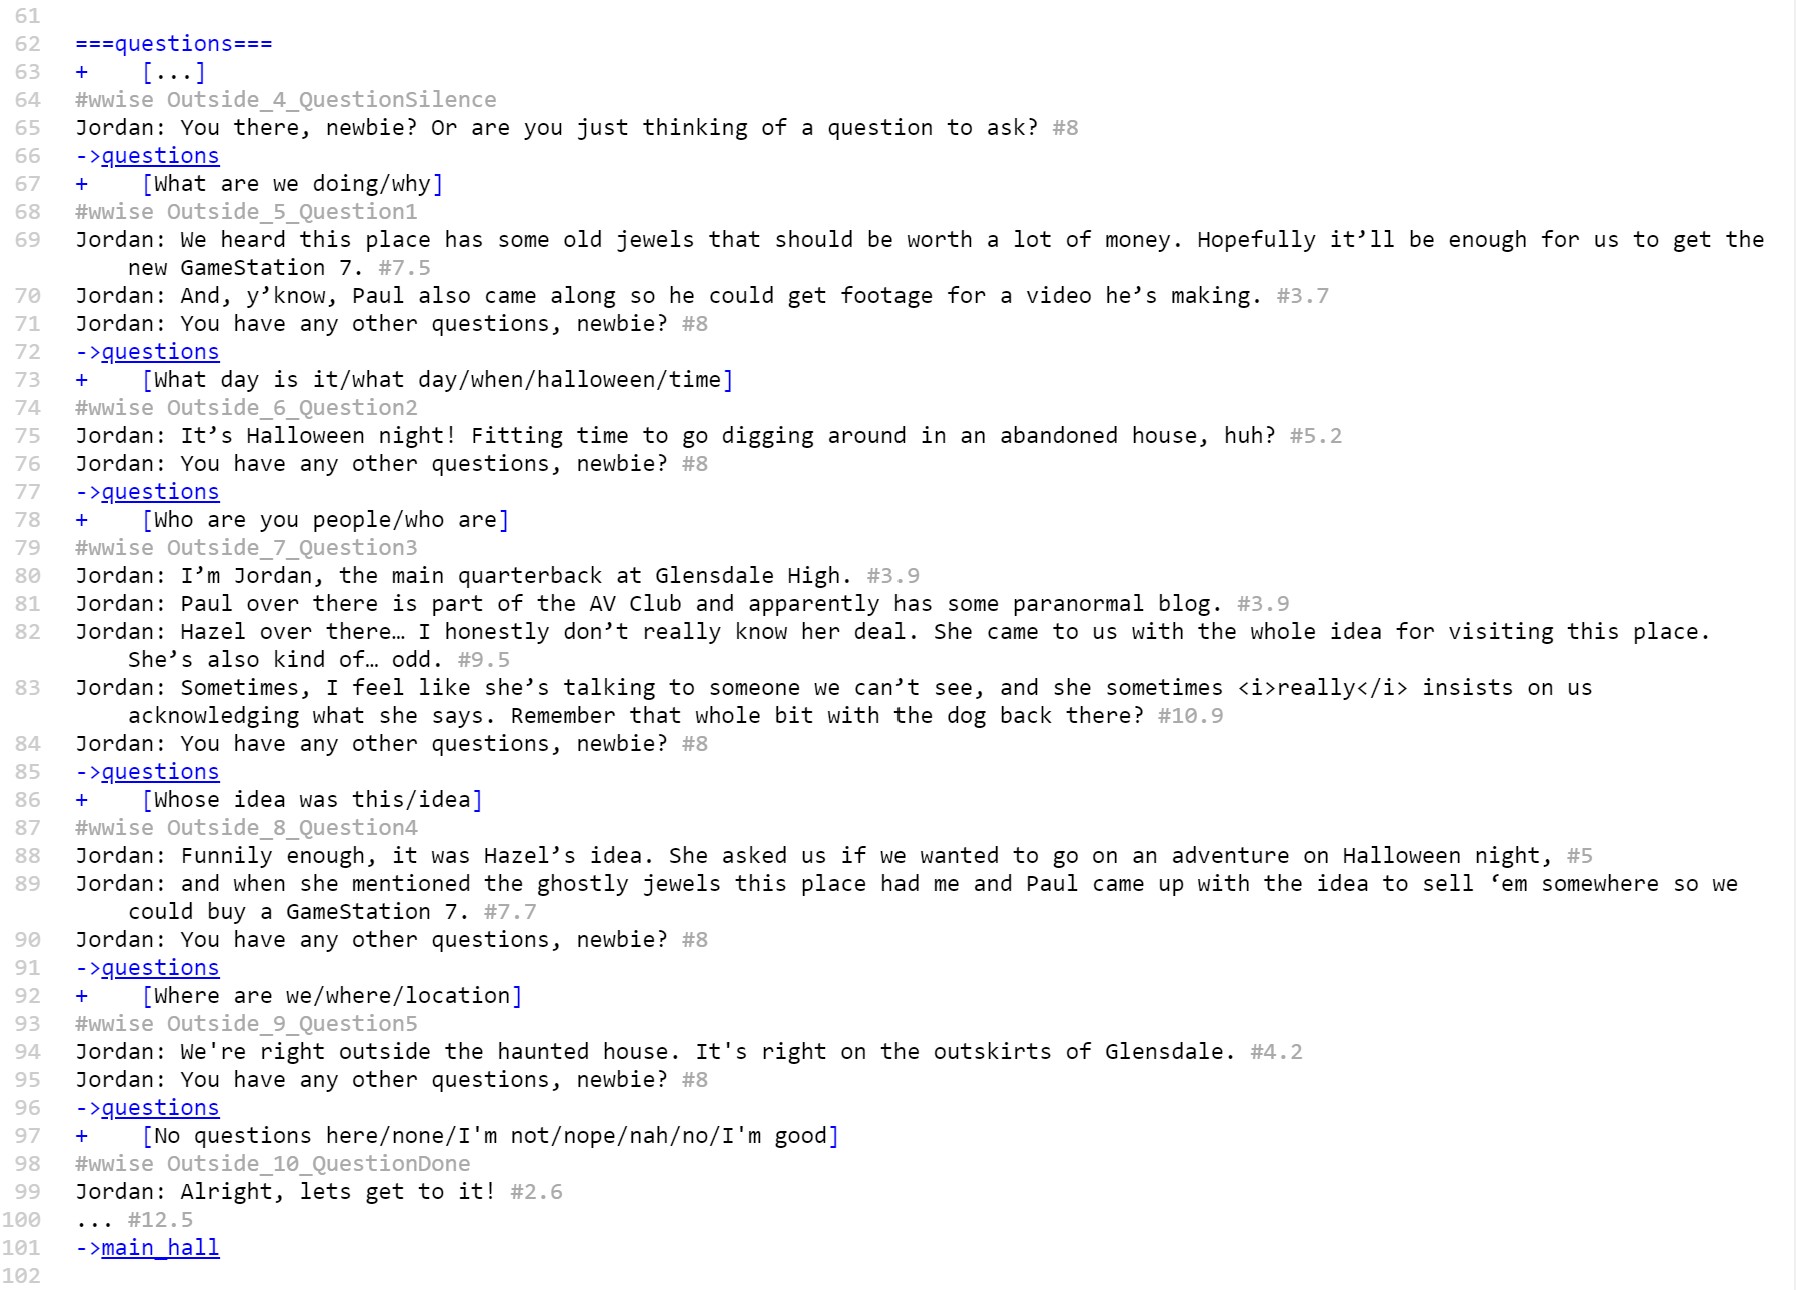 61
62 ===questions===
63 + [...]
64 #wwise Outside_4_QuestionSilence
65 Jordan: You there, newbie? Or are you just thinking of a question to ask? #8
66 ->questions
67 + [What are we doing/why]
68 #wwise Outside_5_Question1
69 Jordan: We heard this place has some old jewels that should be worth a lot of money. Hopefully it’ll be enough for us to get the
new GameStation 7. #7.5
70 Jordan: And, y’know, Paul also came along so he could get footage for a video he’s making. #3.7
71 Jordan: You have any other questions, newbie? #8
72 ->questions
73 + [What day is it/what day/when/halloween/time]
74 #wwise Outside_6_Question2
75 Jordan: It’s Halloween night! Fitting time to go digging around in an abandoned house, huh? #5.2
76 Jordan: You have any other questions, newbie? #8
77 ->questions
78 + [Who are you people/who are]
79 #wwise Outside_7_Question3
80 Jordan: I’m Jordan, the main quarterback at Glensdale High. #3.9
81 Jordan: Paul over there is part of the AV Club and apparently has some paranormal blog. #3.9
82 Jordan: Hazel over there… I honestly don’t really know her deal. She came to us with the whole idea for visiting this place.
She’s also kind of… odd. #9.5
83 Jordan: Sometimes, I feel like she’s talking to someone we can’t see, and she sometimes <i>really</i> insists on us
acknowledging what she says. Remember that whole bit with the dog back there? #10.9
84 Jordan: You have any other questions, newbie? #8
85 ->questions
86 + [Whose idea was this/idea]
87 #wwise Outside_8_Question4
88 Jordan: Funnily enough, it was Hazel’s idea. She asked us if we wanted to go on an adventure on Halloween night, #5
89 Jordan: and when she mentioned the ghostly jewels this place had me and Paul came up with the idea to sell ‘em somewhere so we
could buy a GameStation 7. #7.7
90 Jordan: You have any other questions, newbie? #8
91 ->questions
92 + [Where are we/where/location]
93 #wwise Outside_9_Question5
94 Jordan: We're right outside the haunted house. It's right on the outskirts of Glensdale. #4.2
95 Jordan: You have any other questions, newbie? #8
96 ->questions
97 + [No questions here/none/I'm not/nope/nah/no/I'm good]
98 #wwise Outside_10_QuestionDone
99 Jordan: Alright, lets get to it! #2.6
100 ... #12.5
101 ->main_hall
102